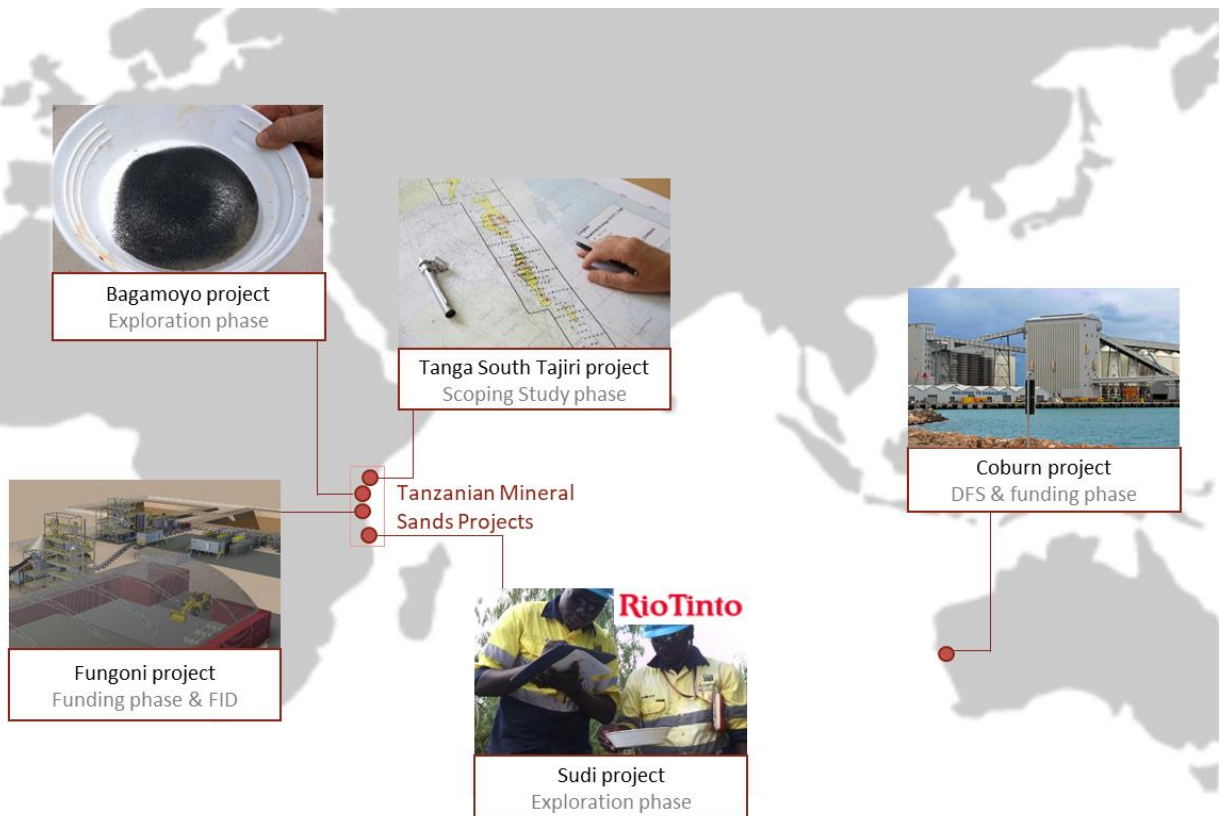 Bagamoyo project
Exploration phase
Tanga South Tajiri project
Scoping Study phase
Coburn project
DFS & funding phase
Tanzanian Mineral
Sands Projects
Fungoni project
Funding phase & FID
RioTinto
Sudi project
Exploration phase